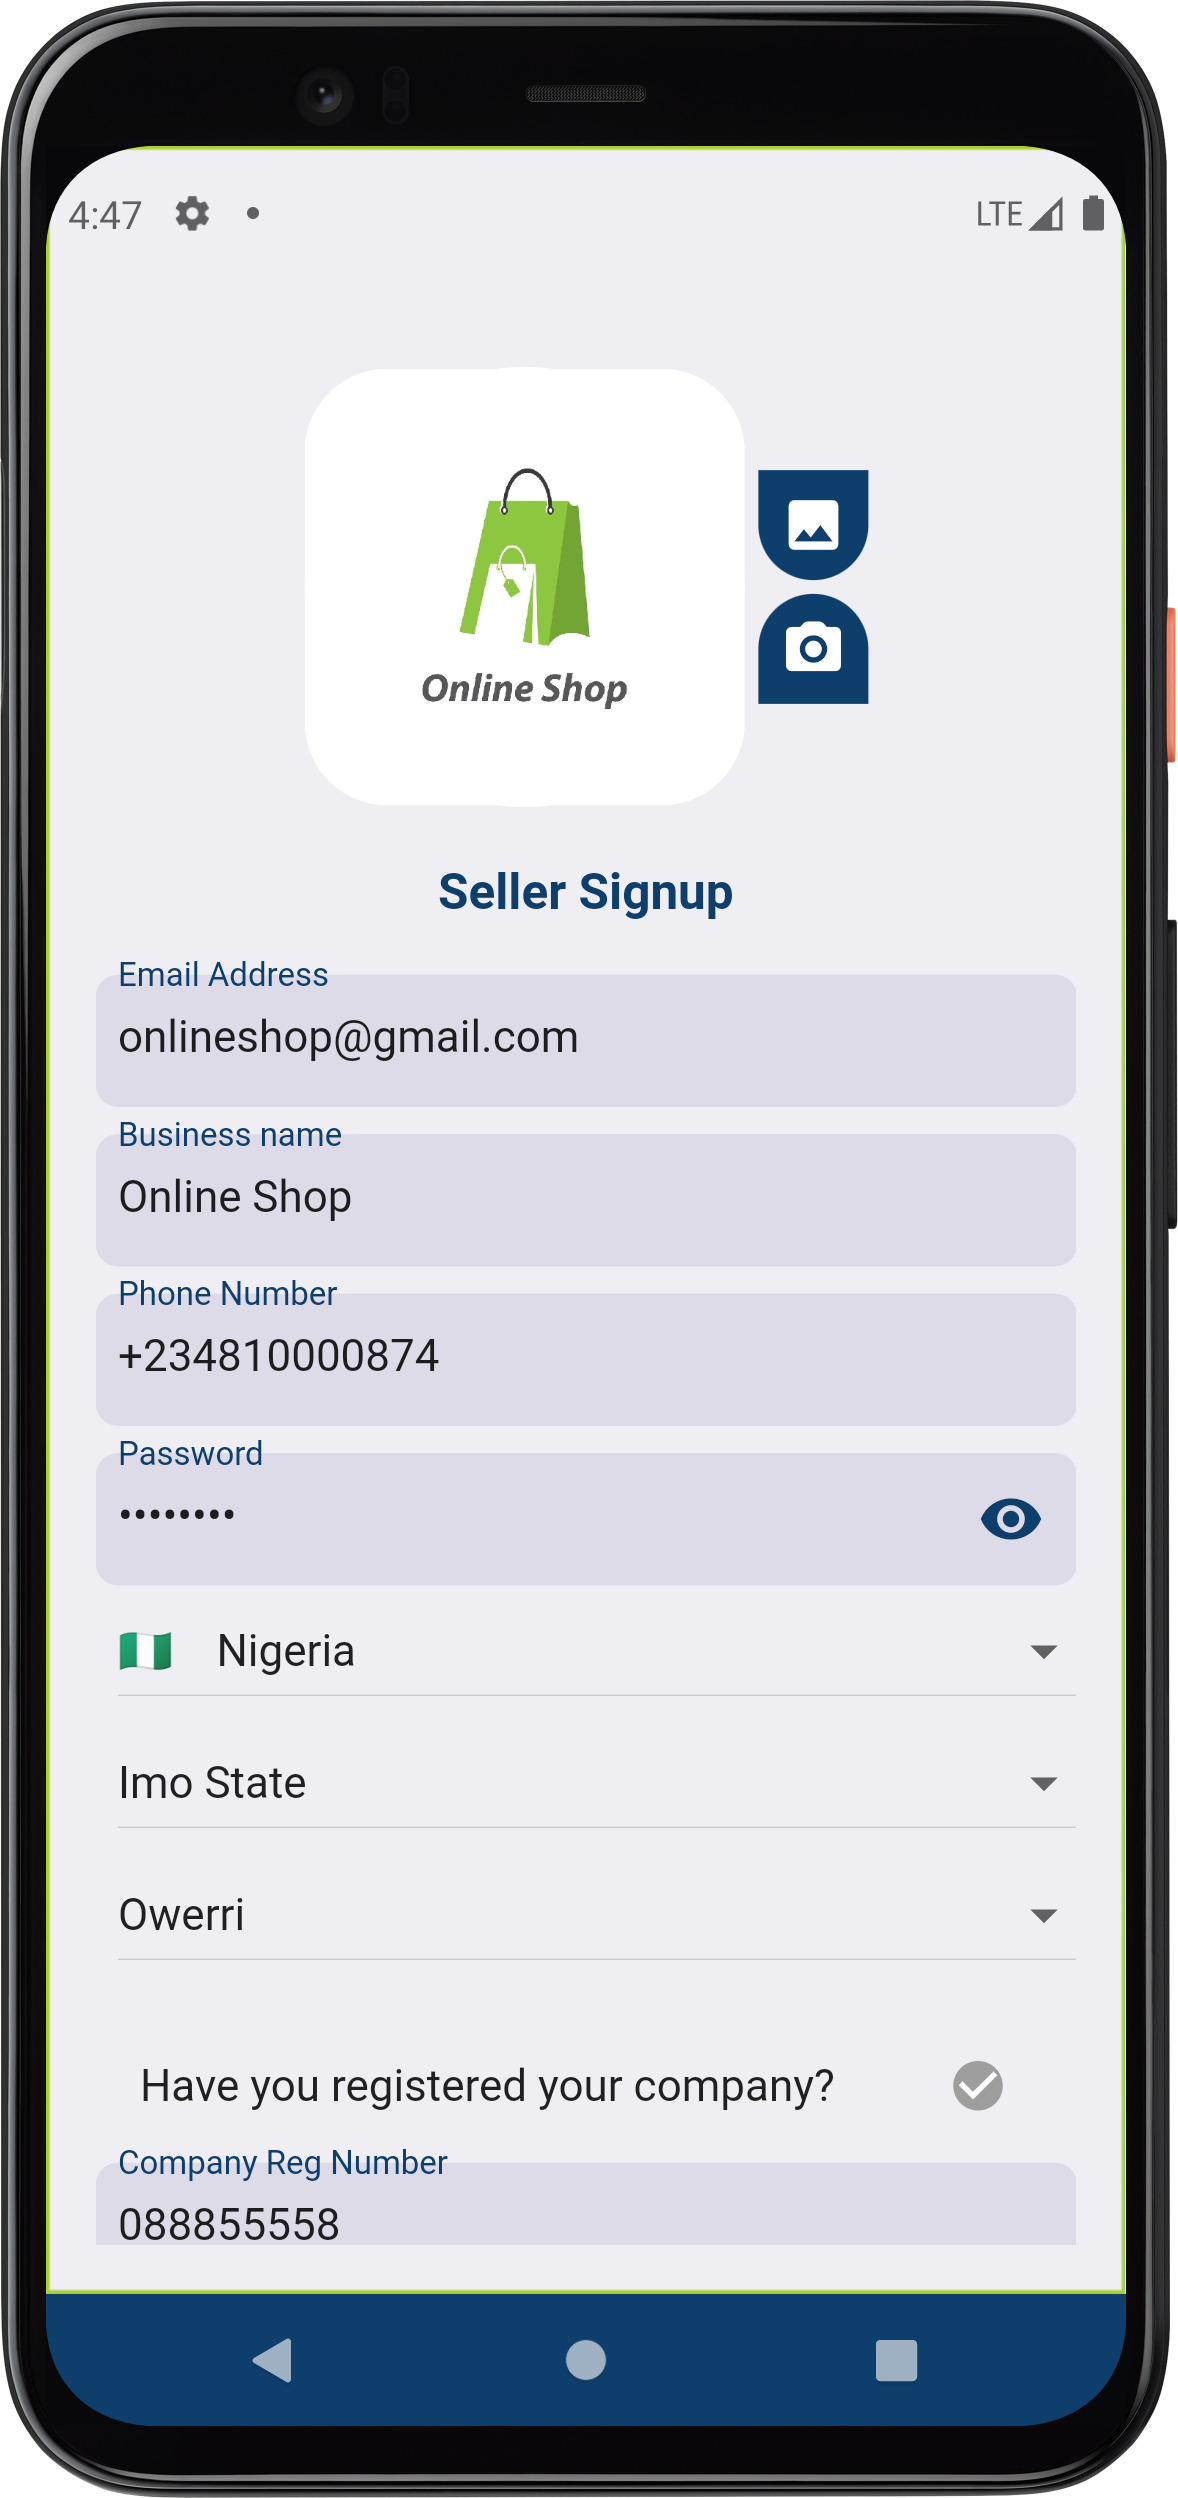 4:47
LTE
Online Shop
Seller Signup
Email Address
onlineshop@gmail.com
Business name
Online Shop
Phone Number
+234810000874
Password
••••••••
Nigeria
Imo State
Owerri
Have you registered your company?
Company Reg Number
088855558